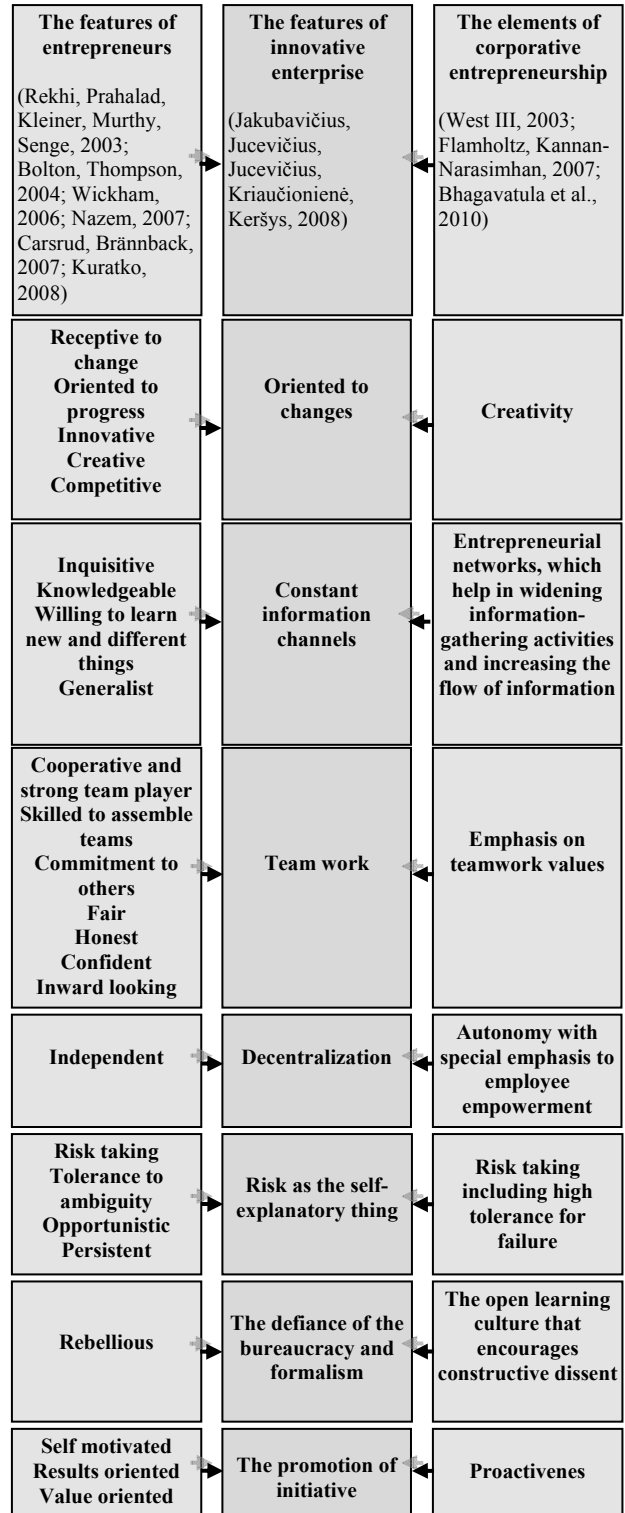 The features of
entrepreneurs
(Rekhi, Prahalad,
Kleiner, Murthy,
Senge, 2003;
Bolton, Thompson,
2004; Wickham,
2006; Nazem, 2007;
Carsrud, Brännback,
2007; Kuratko,
2008)
The features of
innovative
enterprise
(Jakubavičius,
Jucevičius,
Jucevičius,
Kriaučionienė,
Keršys, 2008)
The elements of
corporative
entrepreneurship
(West III, 2003;
Flamholtz, Kannan-
Narasimhan, 2007;
Bhagavatula et al.,
2010)
Receptive to
change
Oriented to
progress
Innovative
Creative
Competitive
Oriented to
changes
Creativity
Inquisitive
Knowledgeable
Willing to learn
new and different
things
Generalist
Constant
information
channels
Entrepreneurial
networks, which
help in widening
information-
gathering activities
and increasing the
flow of information
Cooperative and
strong team player
Skilled to assemble
teams
Commitment to
others
Fair
Honest
Confident
Inward looking
Team work
Emphasis on
teamwork values
Independent
Decentralization
Autonomy with
special emphasis to
employee
empowerment
Risk taking
Tolerance to
ambiguity
Opportunistic
Persistent
Risk as the self-
explanatory thing
Risk taking
including high
tolerance for
failure
Rebellious
The defiance of the
bureaucracy and
formalism
The open learning
culture that
encourages
constructive dissent
Self motivated
Results oriented
Value oriented
The promotion of
initiative
Proactivenes